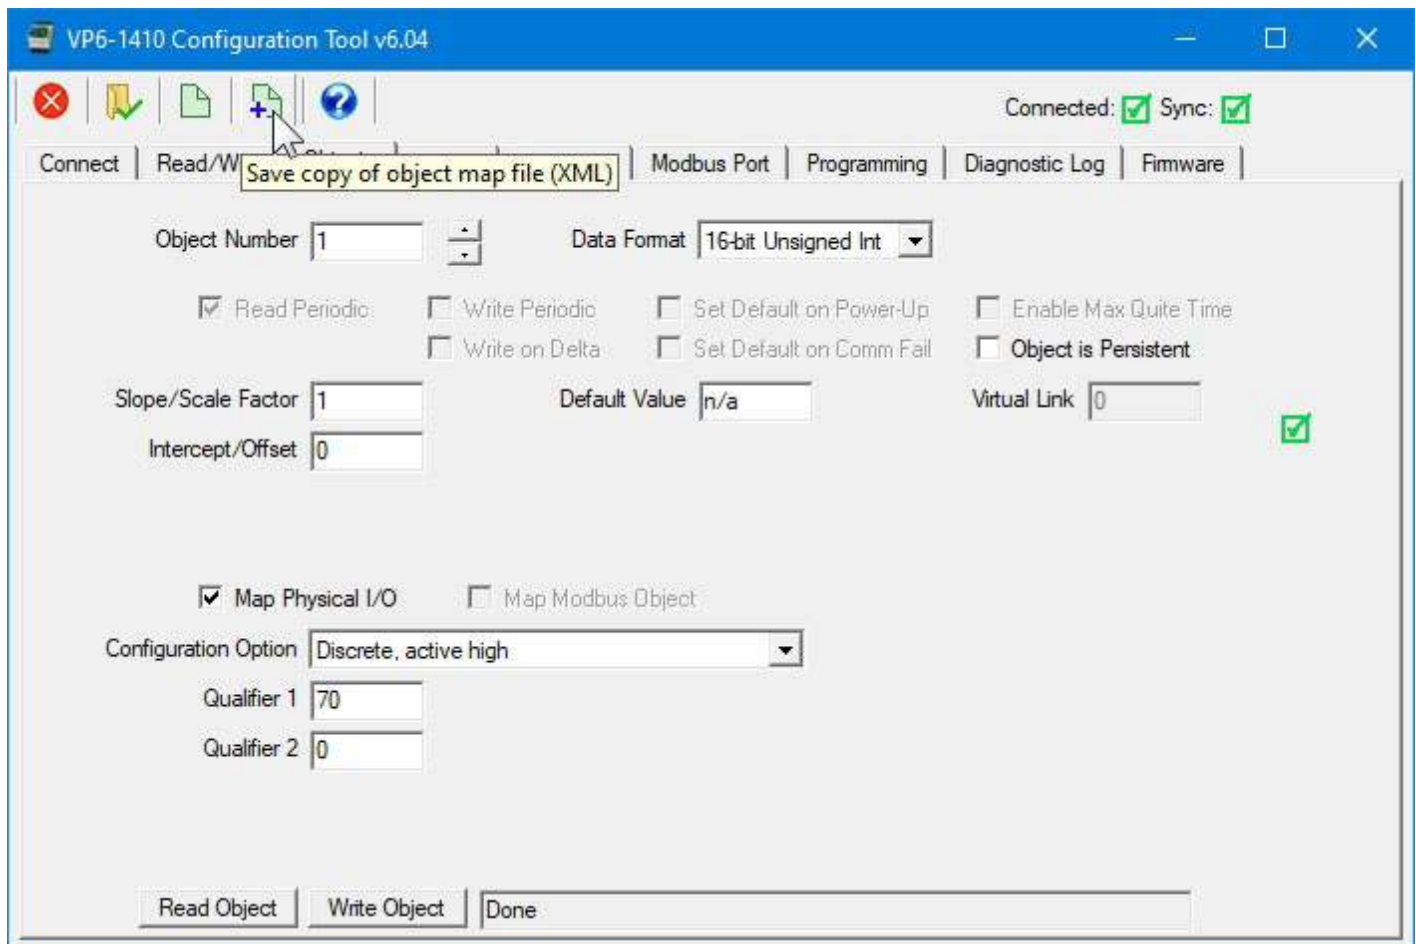 VP6-1410 Configuration Tool v6.04
Connected: Sync:
Connect Read/W Modbus Port Programming Diagnostic Log Firmware
Save copy of object map file (XML)
Object Number 1 Data Format 16-bit Unsigned Int
Read Periodic Write Periodic Set Default on Power-Up Enable Max Quite Time
Write on Delta Set Default on Comm Fail Object is Persistent
Slope/Scale Factor 1 Default Value n/a Virtual Link 0
Intercept/Offset 0
Map Physical I/O Map Modbus Object
Configuration Option Discrete, active high
Qualifier 1 70
Qualifier 2 0
Read Object Write Object Done